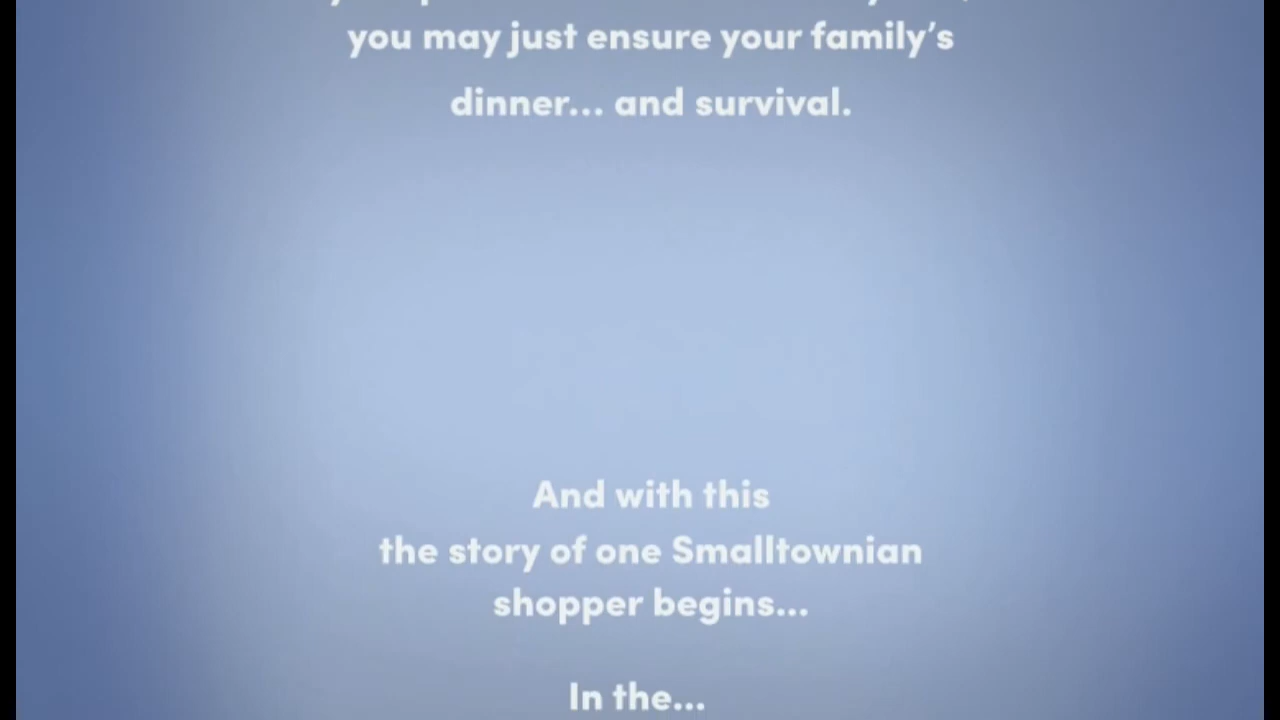 you may just ensure your family's
dinner... and survival.
And with this
the story of one Smalltownian
shopper begins...
In the...